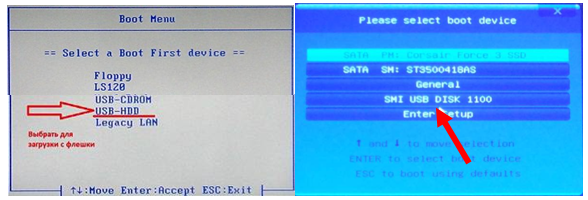 Boot Menu
== Select a Boot First device ==
Floppy
LS120
USB-CDROM
USB-HDD
Legacy LAN
Выбрать для
загрузки с флешки
↑↓:Move Enter:Accept ESC:Exit
Please select boot device
SATA PM: Corsair Force 3 SSD
SATA SM: ST3500418AS
General
SMI USB DISK 1100
Enter Setup
↑ and ↓ to move selection
ENTER to select boot device
ESC to boot using defaults